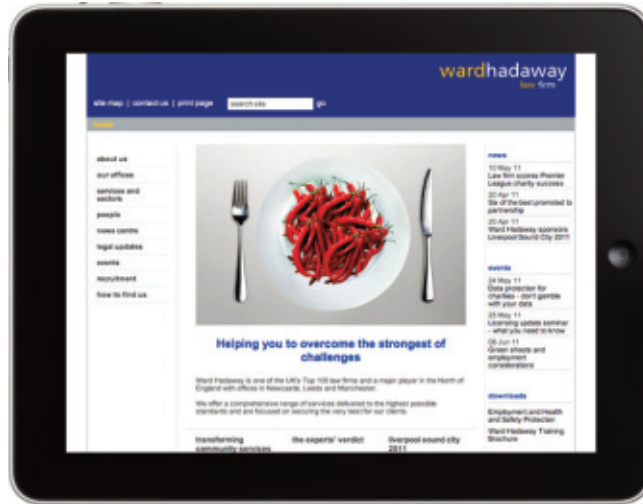 wardhadaway
law firm
site map | contact us | print page
search site
go
home
about us
our offices
services and
sectors
people
news centre
legal updates
events
recruitment
how to find us
Helping you to overcome the strongest of
challenges
Ward Hadaway is one of the UK's Top 100 law firms and a major player in the North of
England with offices in Newcastle, Leeds and Manchester
We offer a comprehensive range of services delivered to the highest possible
standards and are focused on securing the very best for our clients.
transforming
community services
the experts' verdict
liverpool sound city
2011
news
10 May 11
Law firm scores Premier
League charity success
20 Apr 11
Six of the best promoted to
partnership
20 Apr 11
Ward Hadaway sponsors
Liverpool Sound City 2011
events
24 May 11
Data protection for
charities - don't gamble
with your data
25 May 11
Licensing update seminar
- what you need to know
08 Jun 11
Green shoots and
employment
considerations
downloads
Employment and Health
and Safety Protection
Ward Hadaway Training
Brochure